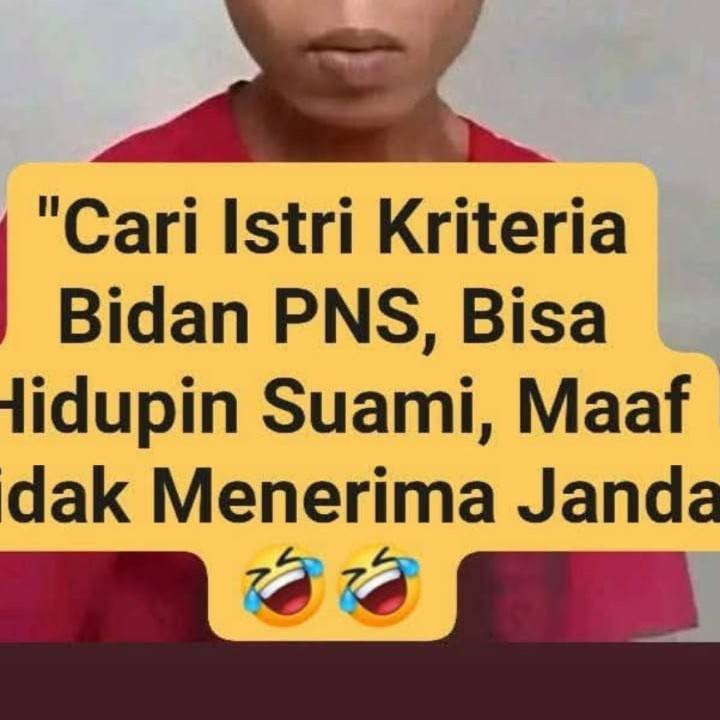 "Cari Istri Kriteria
Bidan PNS, Bisa
Hidupin Suami, Maaf
idak Menerima Janda
🤣🤣